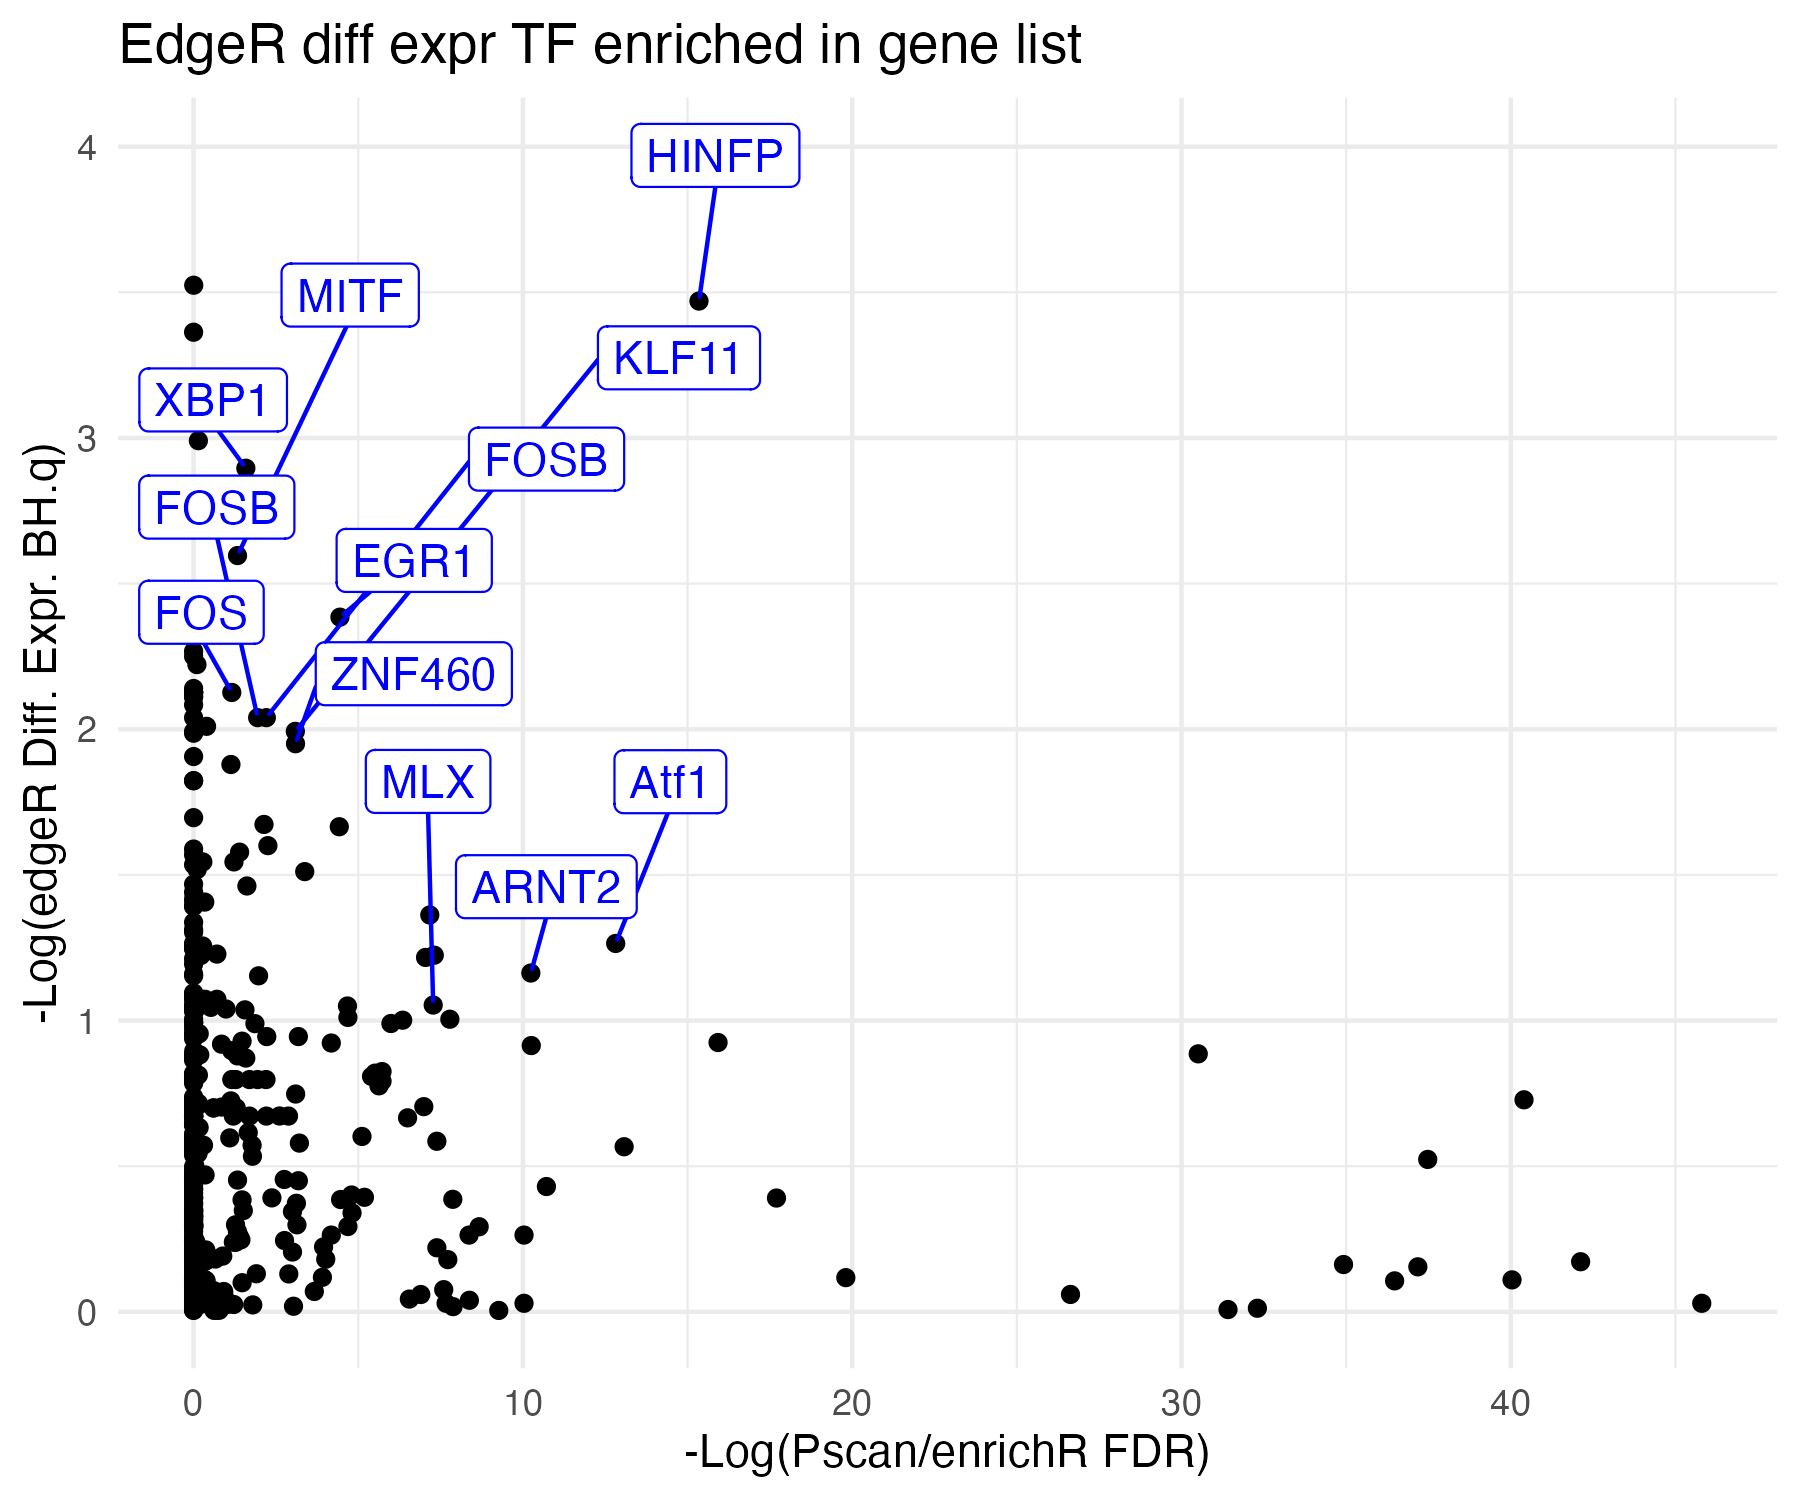 EdgeR diff expr TF enriched in gene list
4
3
2
1
0
-Log(edgeR Diff. Expr. BH.q)
HINFP
MITF
KLF11
XBP1
FOSB
FOSB
EGR1
FOS
ZNF460
MLX
Atf1
ARNT2
0 10 20 30 40
-Log(Pscan/enrichR FDR)